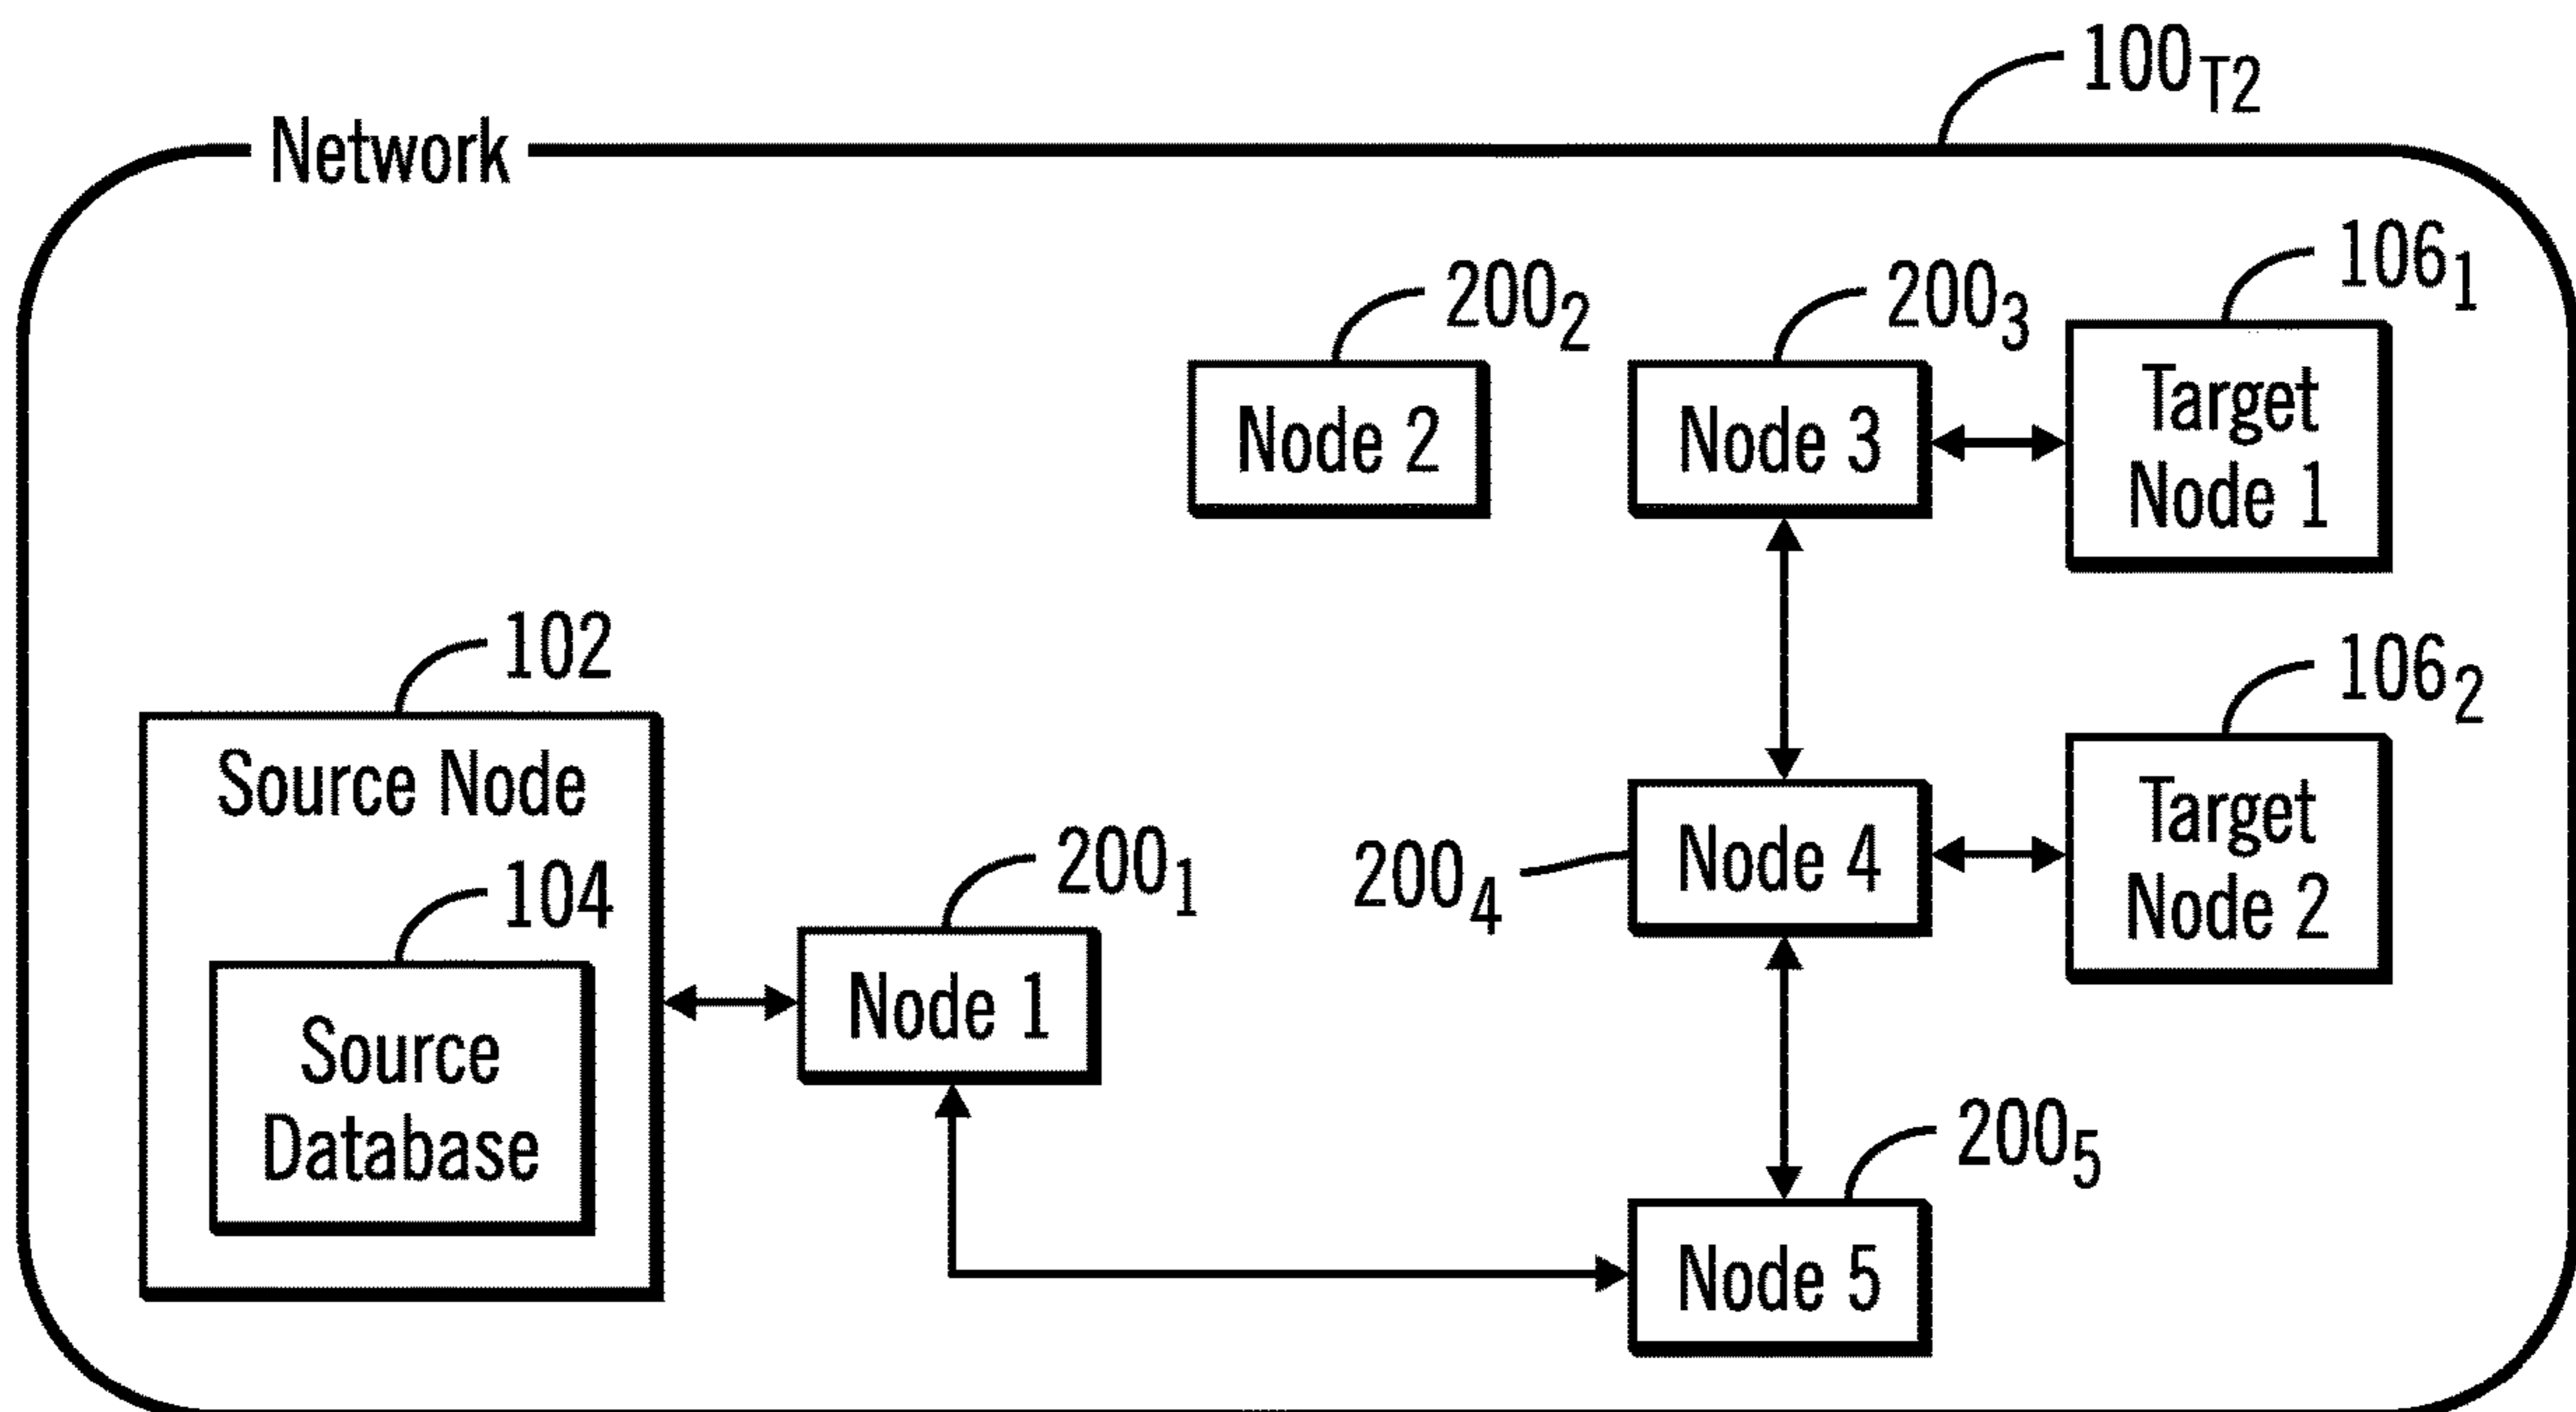 100T2
Network
1061
2002
2003
Target
Node 1
Node 2
Node 3
102
1062
Source Node
Target
Node 2
2001
2004
Node 4
104
Node 1
Source
Database
2005
Node 5